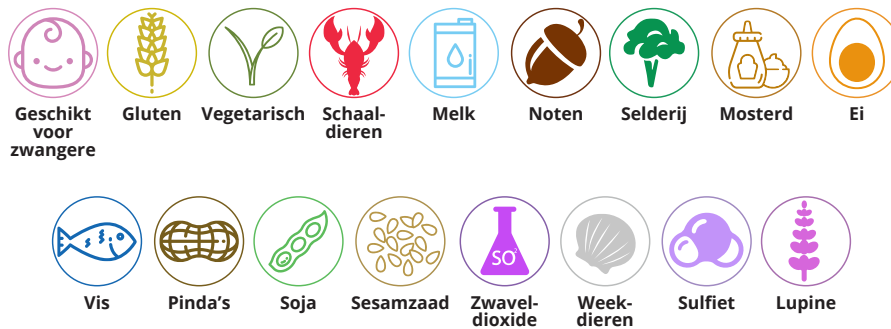 Geschikt voor zwangere
Gluten
Vegetarisch
Schaal-
dieren
Melk
Noten
Selderij
Mosterd
Ei
SO²
Vis
Pinda's
Soja
Sesamzaad
Zwavel-
dioxide
Week-
dieren
Sulfiet
Lupine